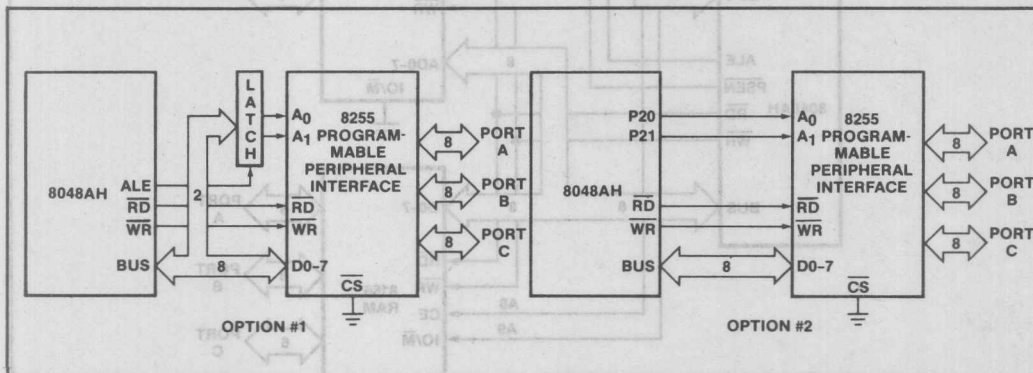 LATCH
A0
A1
8255
PROGRAM-
MABLE
PERIPHERAL
INTERFACE
8
PORT
A
8
PORT
B
8
PORT
C
8048AH
ALE
RD
WR
BUS
2
8
RD
WR
D0-7
CS
OPTION #1
8048AH
P20
P21
RD
WR
BUS
8
A0
A1
8255
PROGRAM-
MABLE
PERIPHERAL
INTERFACE
RD
WR
D0-7
CS
8
PORT
A
8
PORT
B
8
PORT
C
OPTION #2